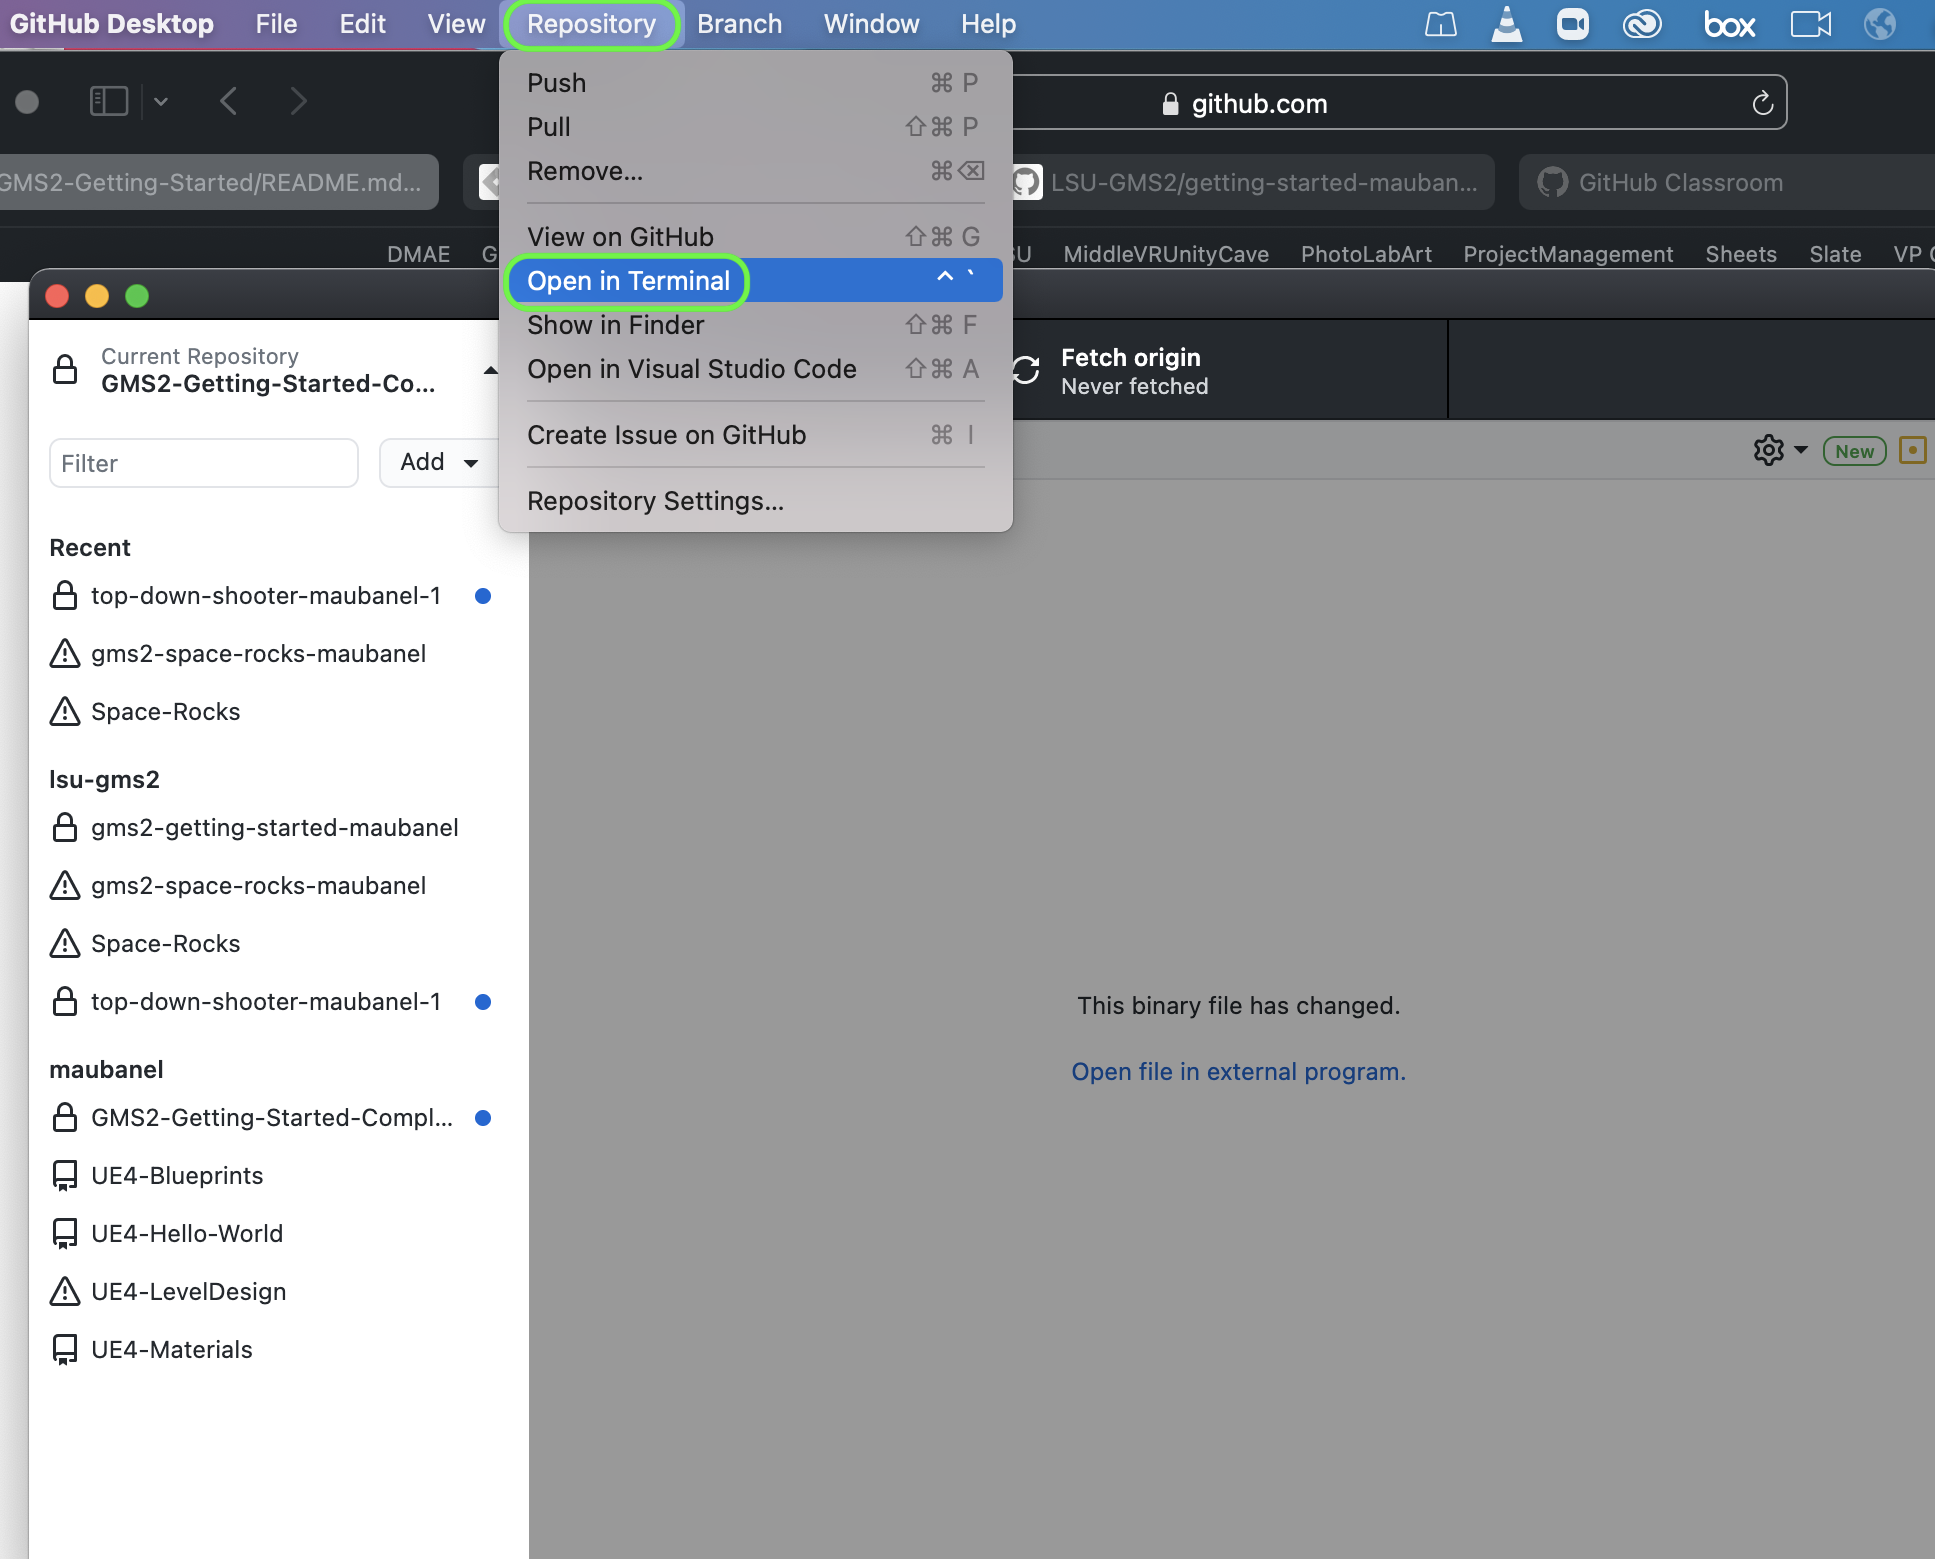 GitHub Desktop File Edit View Repository Branch Window Help box
Push ⌘ P
Pull ⇧⌘ P
Remove... ⌘⌫
View on GitHub ⇧⌘ G
Open in Terminal ^ `
Show in Finder ⇧⌘ F
Open in Visual Studio Code ⇧⌘ A
Create Issue on GitHub ⌘ I
Repository Settings...
github.com
GMS2-Getting-Started/README.md...
LSU-GMS2/getting-started-mauban...
GitHub Classroom
DMAE MiddleVRUnityCave PhotoLabArt ProjectManagement Sheets Slate VP
Current Repository
GMS2-Getting-Started-Co...
Fetch origin
Never fetched
Filter
Add
New
Recent
top-down-shooter-maubanel-1
gms2-space-rocks-maubanel
Space-Rocks
lsu-gms2
gms2-getting-started-maubanel
gms2-space-rocks-maubanel
Space-Rocks
top-down-shooter-maubanel-1
maubanel
GMS2-Getting-Started-Compl...
UE4-Blueprints
UE4-Hello-World
UE4-LevelDesign
UE4-Materials
This binary file has changed.
Open file in external program.